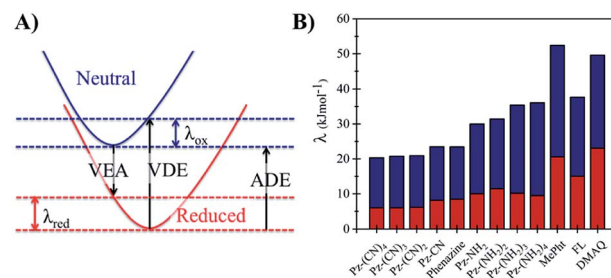 A)
Neutral
λox
VEA
VDE
ADE
λred
Reduced
B)
λ (kJmol⁻¹)
60
50
40
30
20
10
0
Pz-(CN)4
Pz-(CN)3
Pz-(CN)2
Pz-CN
Phenazine
Pz-NH2
Pz-(NH2)2
Pz-(NH2)3
Pz-(NH2)4
MePht
FL
DMAQ